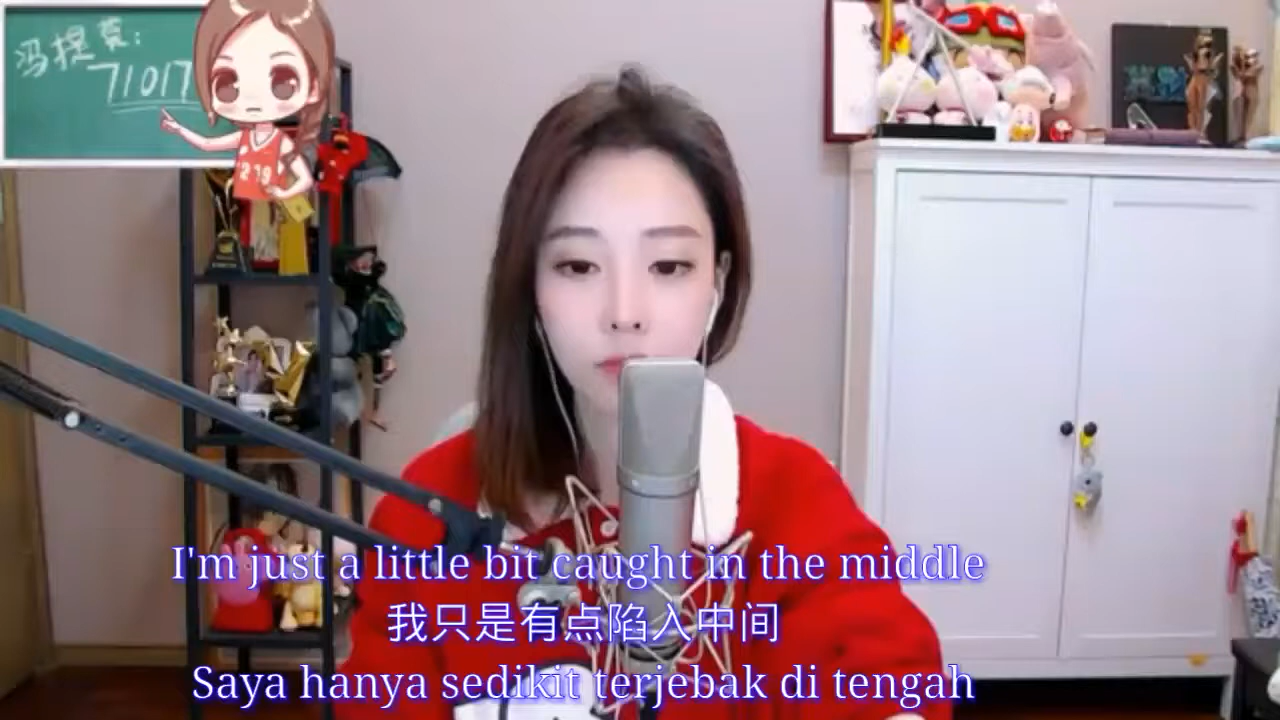 冯提莫:
71017
1219
I'm just a little bit caught in the middle
我只是有点陷入中间
Saya hanya sedikit terjebak di tengah